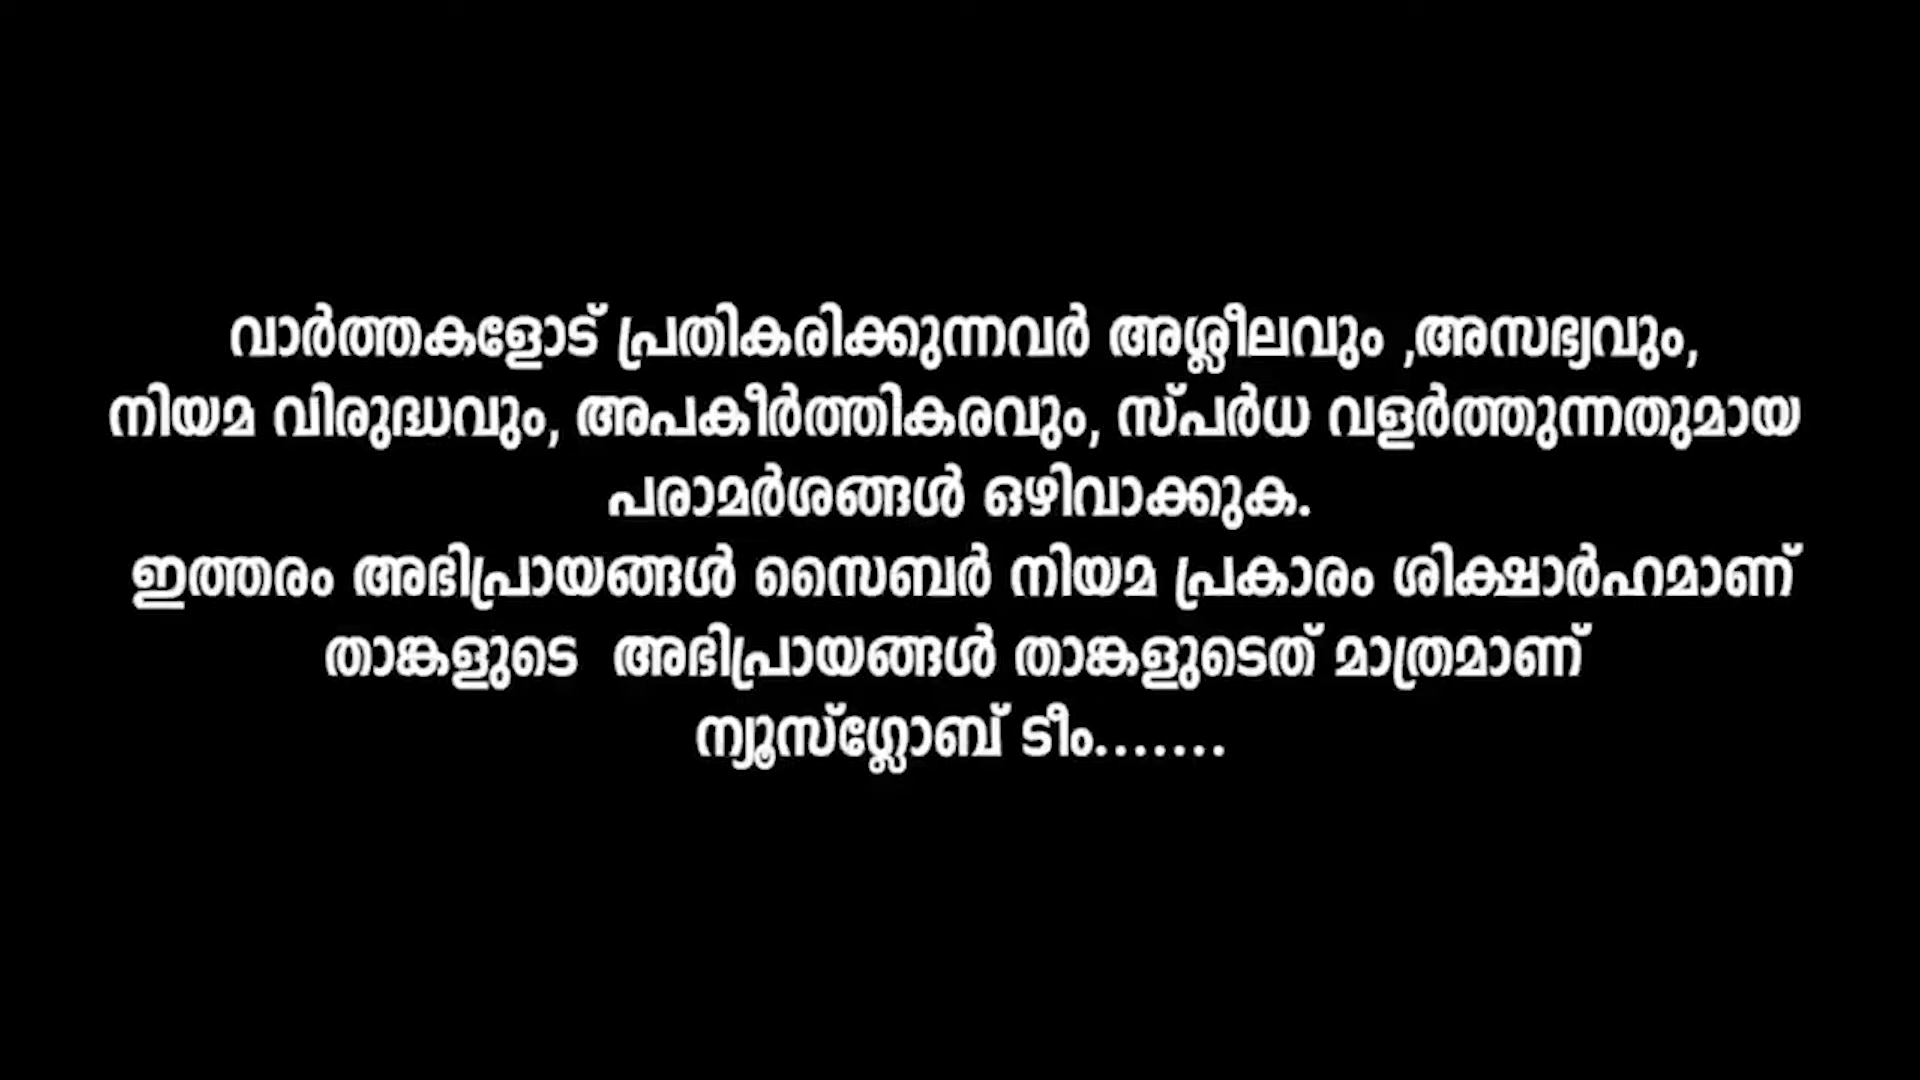 വാർത്തകളോട് പ്രതികരിക്കുന്നവർ അശ്ലീലവും ,അസഭ്യവും,
നിയമ വിരുദ്ധവും, അപകീർത്തികരവും, സ്പർധ വളർത്തുന്നതുമായ
പരാമർശങ്ങൾ ഒഴിവാക്കുക.
ഇത്തരം അഭിപ്രായങ്ങൾ സൈബർ നിയമ പ്രകാരം ശിക്ഷാർഹമാണ്
താങ്കളുടെ  അഭിപ്രായങ്ങൾ താങ്കളുടെത് മാത്രമാണ്
ന്യൂസ്ഗ്ലോബ് ടീം.......